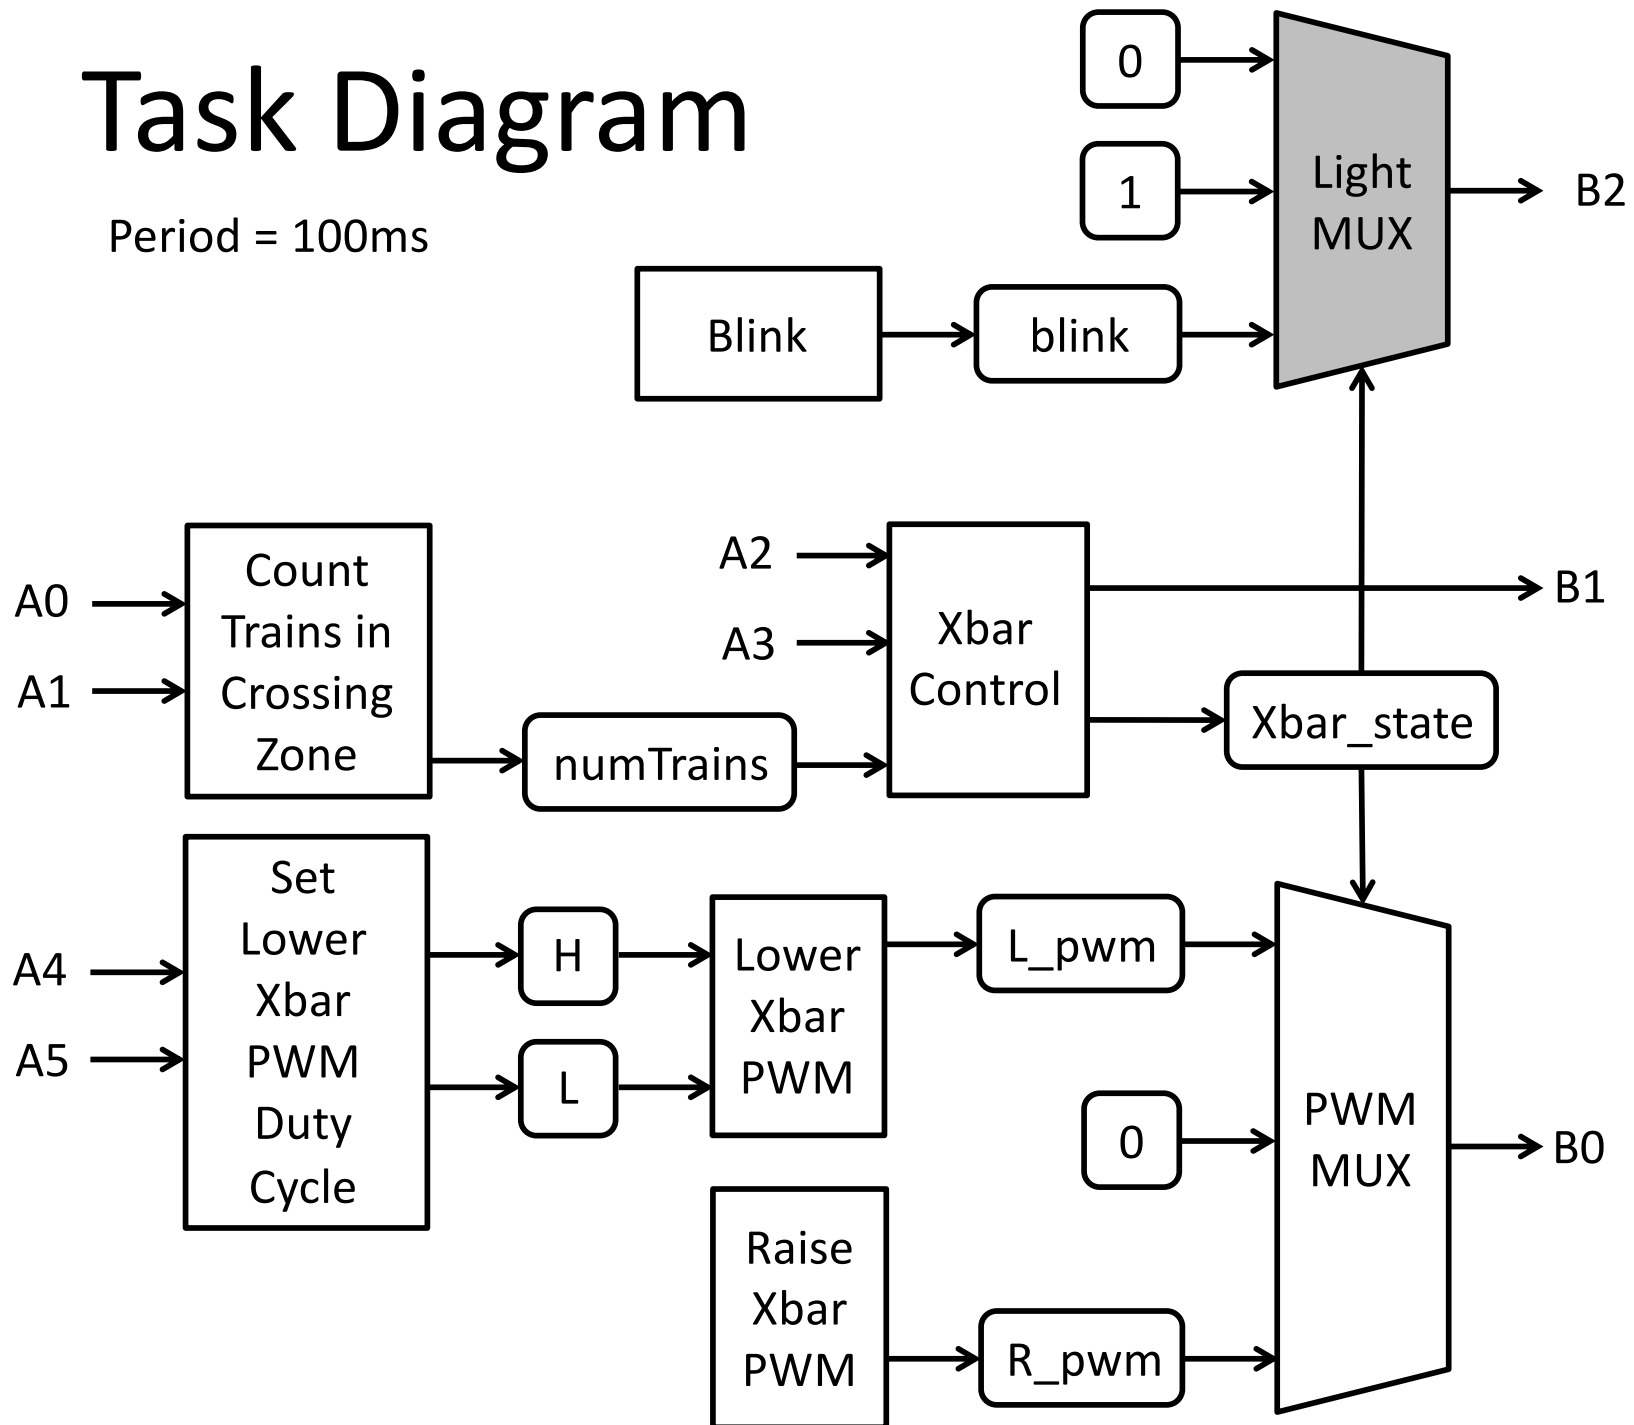 Task Diagram
Period = 100ms
0
1
Light
MUX
B2
Blink
blink
A0
A1
Count
Trains in
Crossing
Zone
numTrains
A2
A3
Xbar
Control
B1
Xbar_state
A4
A5
Set
Lower
Xbar
PWM
Duty
Cycle
H
L
Lower
Xbar
PWM
L_pwm
0
PWM
MUX
B0
Raise
Xbar
PWM
R_pwm